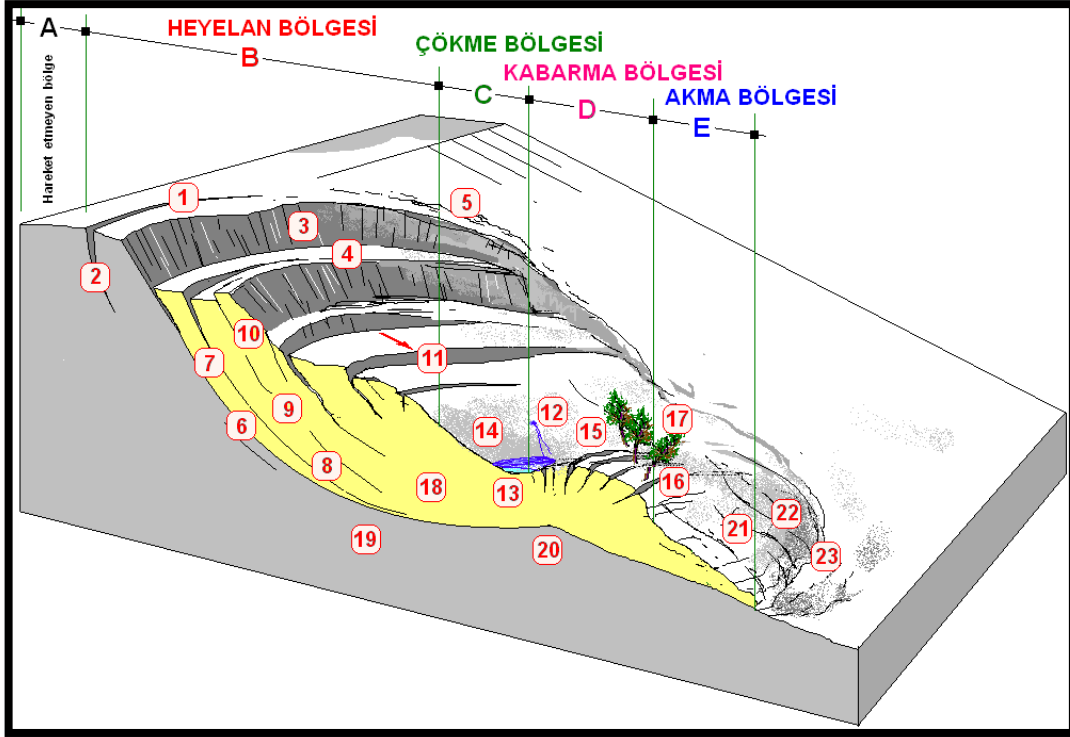 A
HEYELAN BÖLGESİ
B
ÇÖKME BÖLGESİ
C
KABARMA BÖLGESİ
D
AKMA BÖLGESİ
E
Hareket etmeyen bölge
1
2
3
4
5
6
7
8
9
10
11
12
13
14
15
16
17
18
19
20
21
22
23